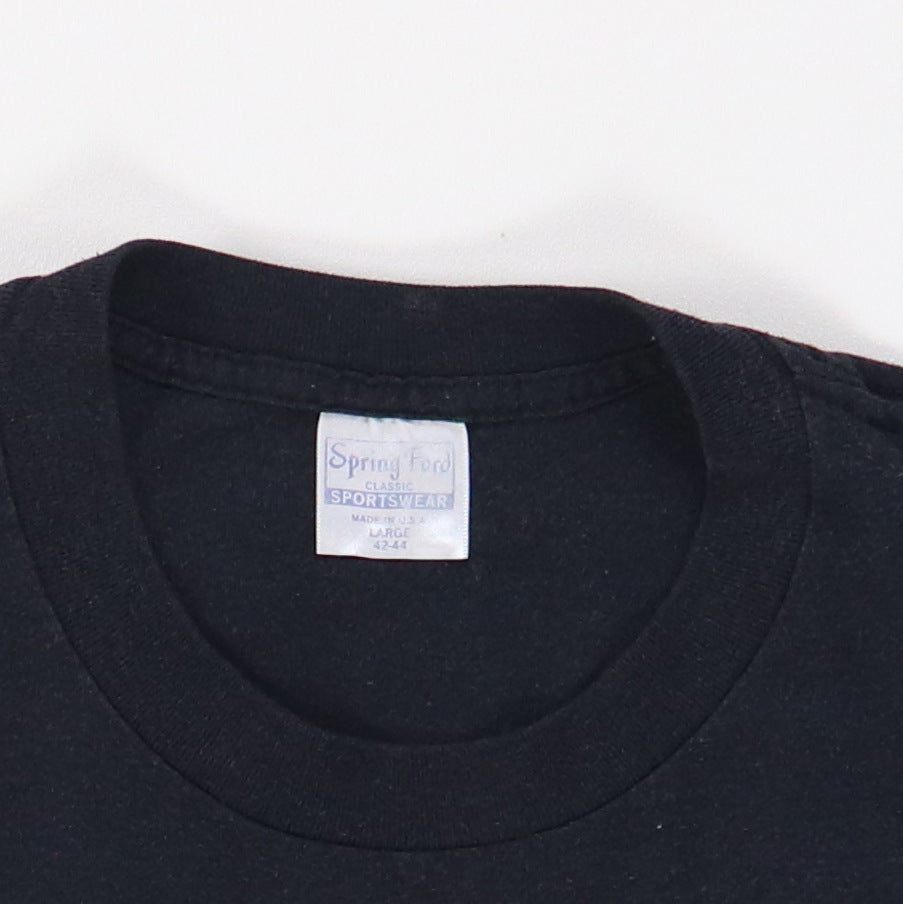 Spring Ford
CLASSIC
SPORTSWEAR
MADE IN U.S.A.
LARGE
42-44